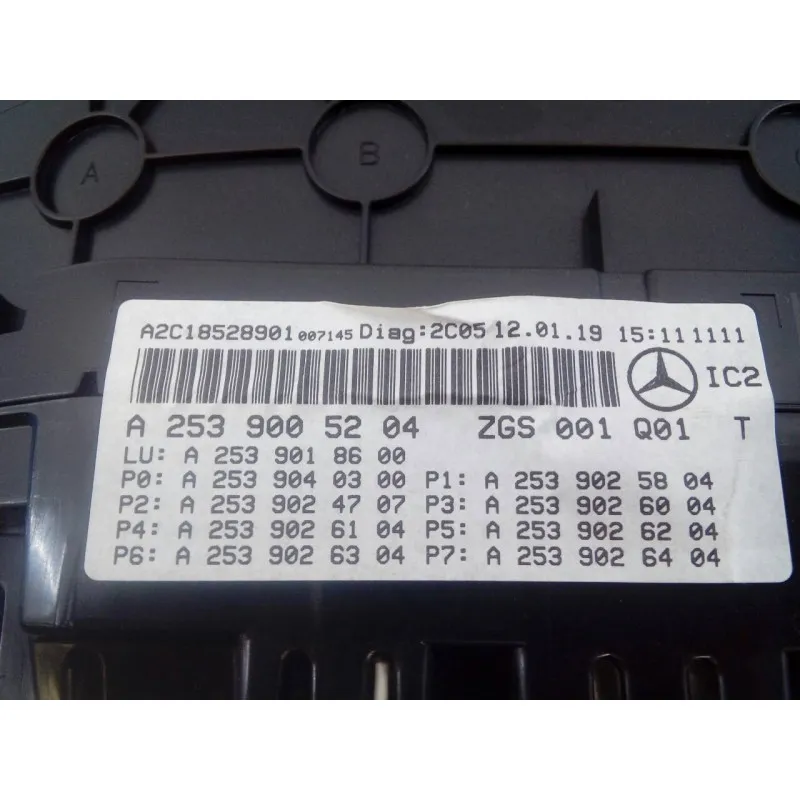 A B
A2C18528901 007145 Diag:2C05 12.01.19 15:11 1111
IC2
A 253 900 52 04 ZGS 001 Q01 T
LU: A 253 901 86 00
P0: A 253 904 03 00 P1: A 253 902 58 04
P2: A 253 902 47 07 P3: A 253 902 60 04
P4: A 253 902 61 04 P5: A 253 902 62 04
P6: A 253 902 63 04 P7: A 253 902 64 04